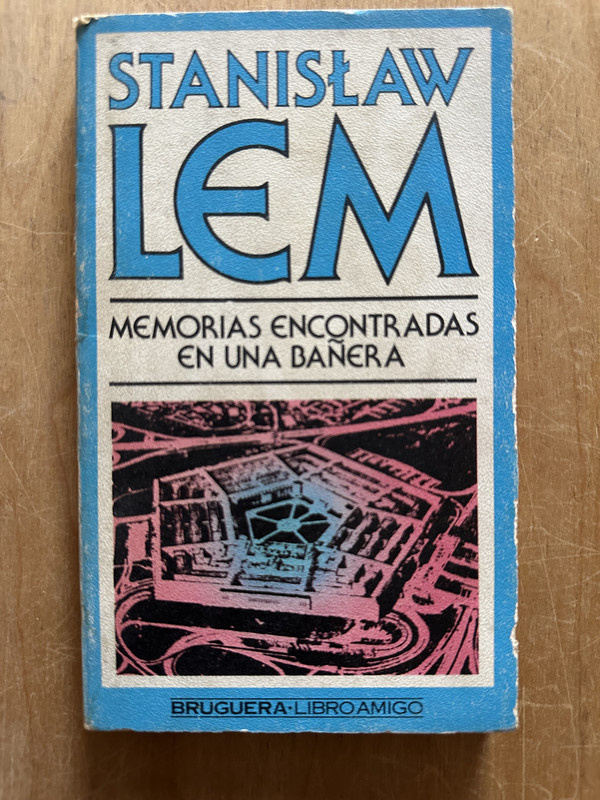 STANISŁAW
LEM
MEMORIAS ENCONTRADAS
EN UNA BAÑERA
BRUGUERA·LIBRO AMIGO